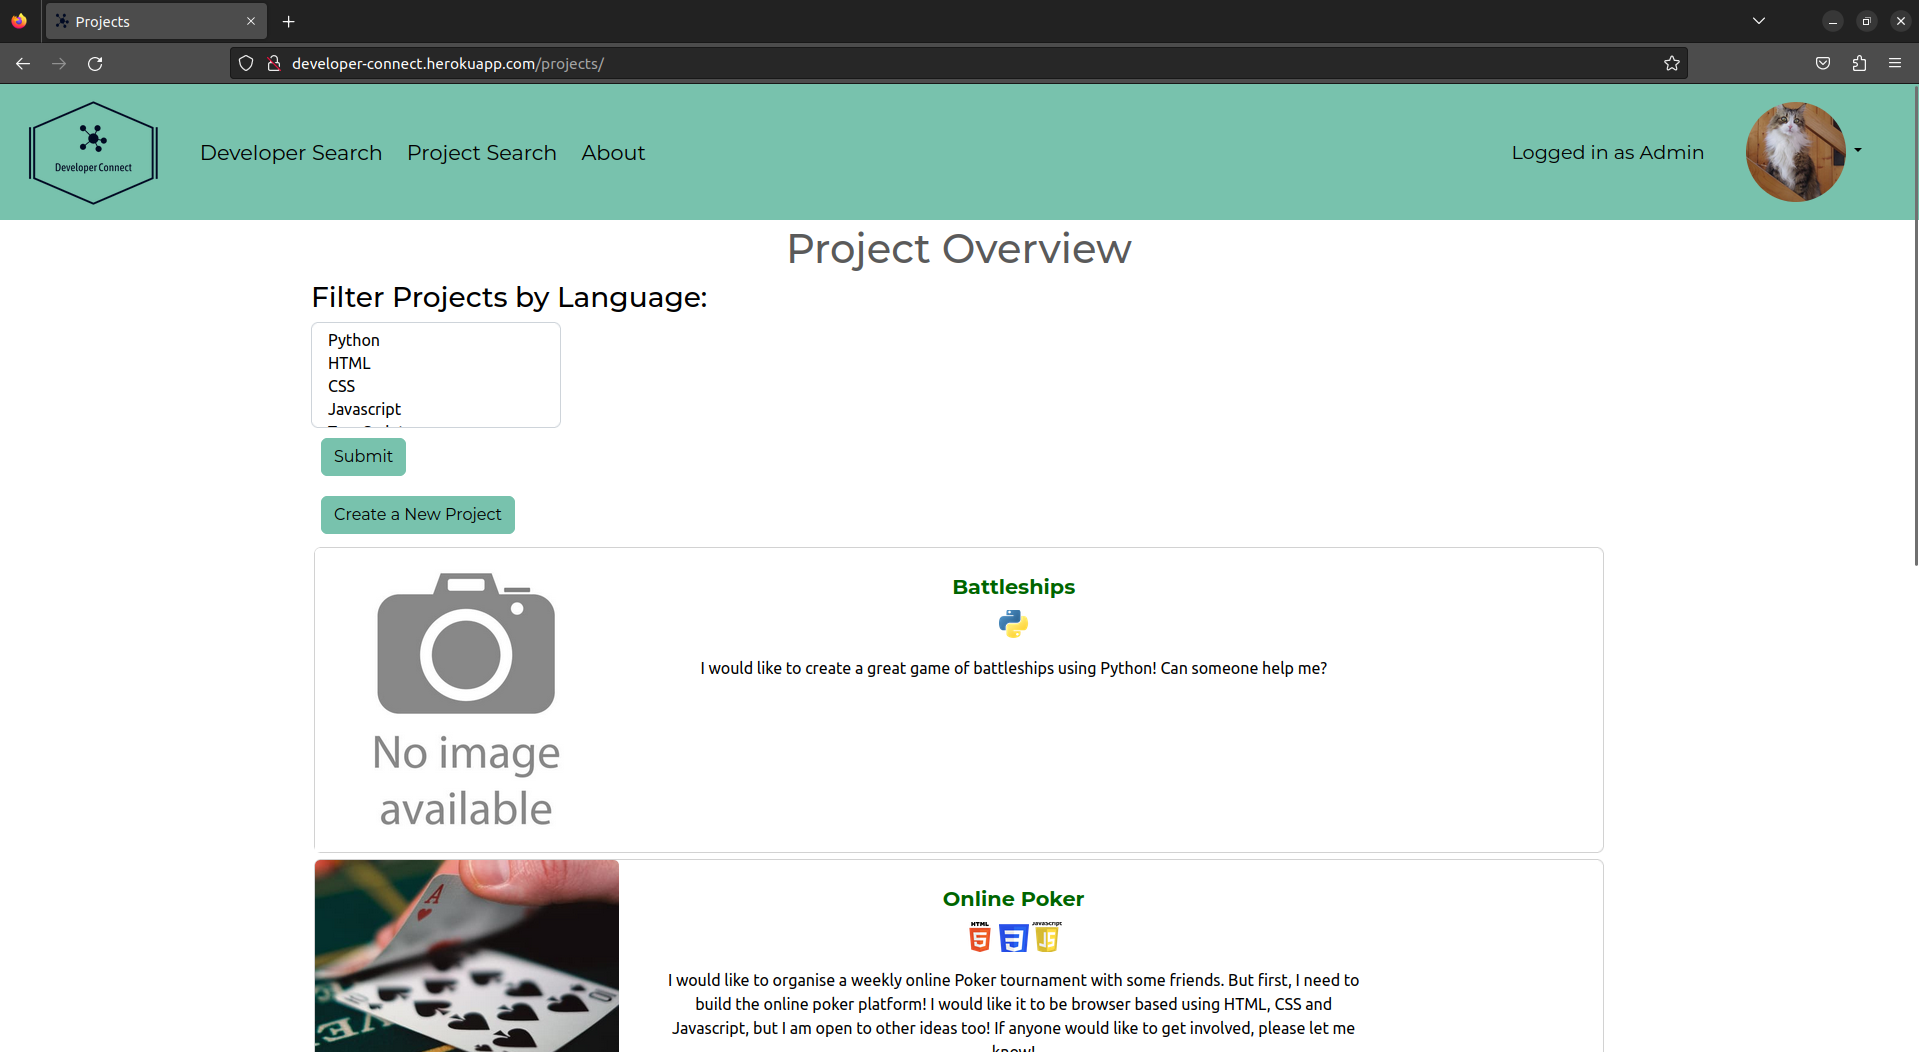 Projects
developer-connect.herokuapp.com/projects/
Developer Connect
Developer Search
Project Search
About
Logged in as Admin
Project Overview
Filter Projects by Language:
Python
HTML
CSS
Javascript
Submit
Create a New Project
No image
available
Battleships
I would like to create a great game of battleships using Python! Can someone help me?
A
Online Poker
HTML
5
3
JavaScript
JS
I would like to organise a weekly online Poker tournament with some friends. But first, I need to
build the online poker platform! I would like it to be browser based using HTML, CSS and
Javascript, but I am open to other ideas too! If anyone would like to get involved, please let me
know!